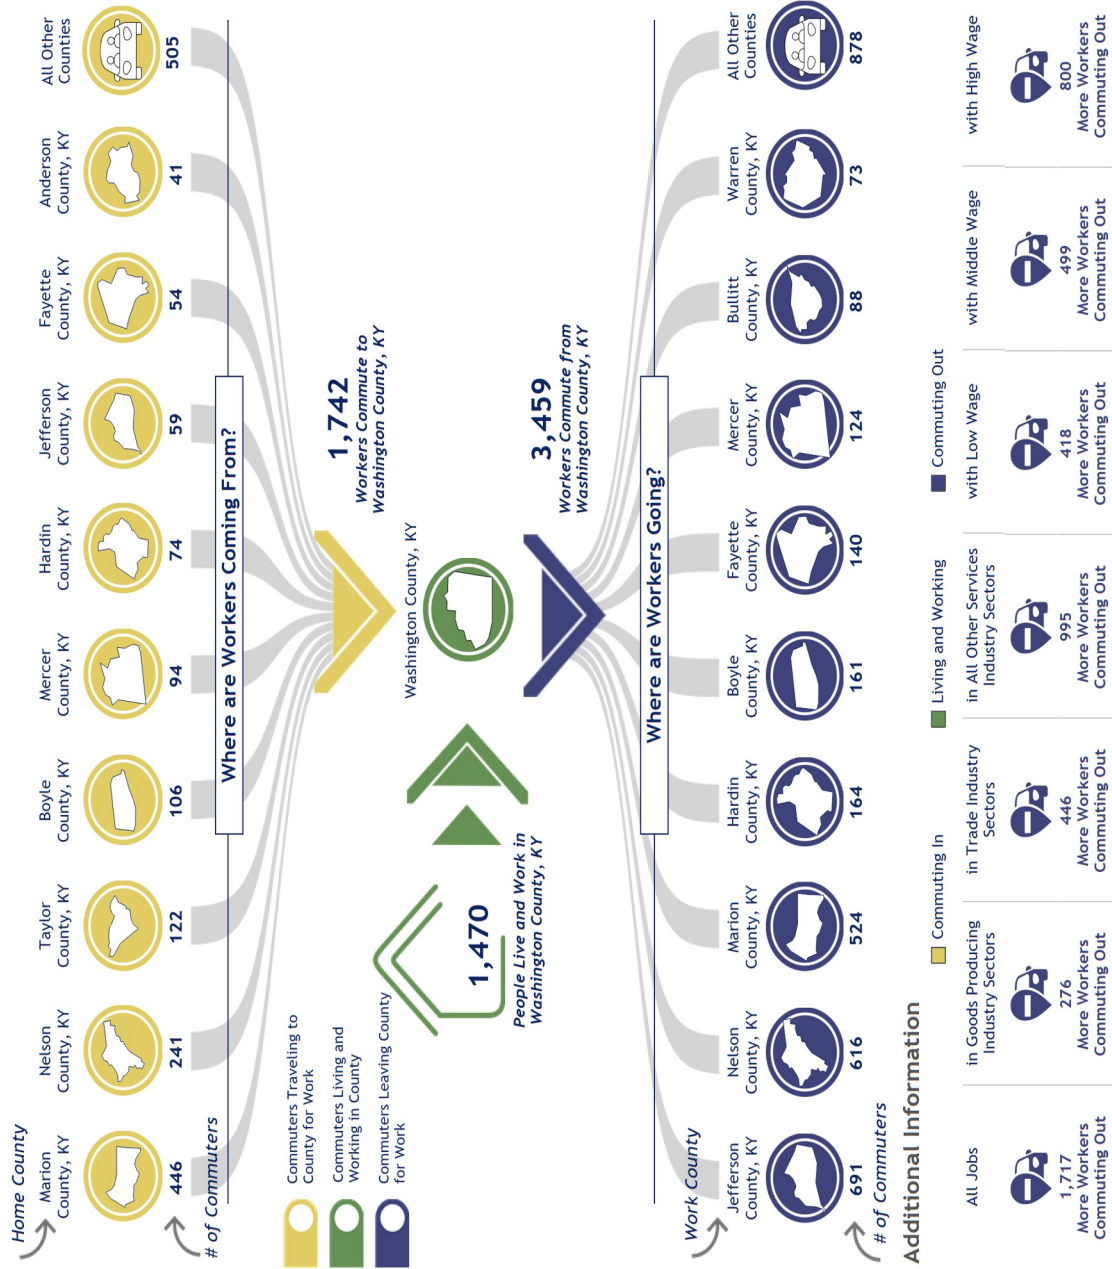 Home County
Marion
County, KY
Nelson
County, KY
Taylor
County, KY
Boyle
County, KY
Mercer
County, KY
Hardin
County, KY
Jefferson
County, KY
Fayette
County, KY
Anderson
County, KY
All Other
Counties
446
241
122
106
94
74
59
54
41
505
# of Commuters
Where are Workers Coming From?
Commuters Traveling to
County for Work
Commuters Living and
Working in County
Commuters Leaving County
for Work
1,742
Workers Commute to
Washington County, KY
Washington County, KY
1,470
People Live and Work in
Washington County, KY
3,459
Workers Commute from
Washington County, KY
Where are Workers Going?
Work County
Jefferson
County, KY
Nelson
County, KY
Marion
County, KY
Hardin
County, KY
Boyle
County, KY
Fayette
County, KY
Mercer
County, KY
Bullitt
County, KY
Warren
County, KY
All Other
Counties
691
616
524
164
161
140
124
88
73
878
# of Commuters
Additional Information
Commuting In
Living and Working
Commuting Out
All Jobs
1,717
More Workers
Commuting Out
in Goods Producing
Industry Sectors
276
More Workers
Commuting Out
in Trade Industry
Sectors
446
More Workers
Commuting Out
in All Other Services
Industry Sectors
995
More Workers
Commuting Out
with Low Wage
418
More Workers
Commuting Out
with Middle Wage
499
More Workers
Commuting Out
with High Wage
800
More Workers
Commuting Out